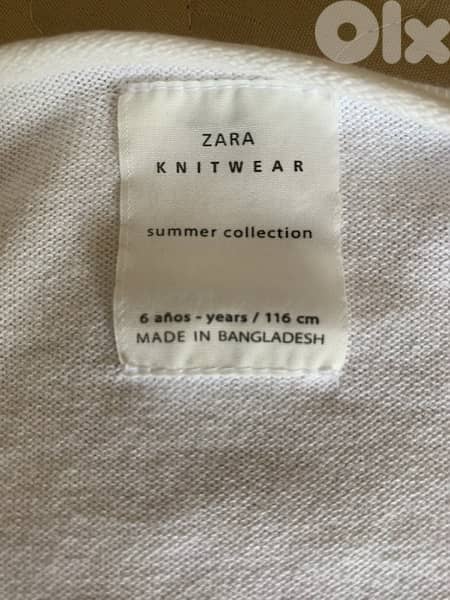 Olx
ZARA
KNITWEAR
summer collection
6 años - years / 116 cm
MADE IN BANGLADESH